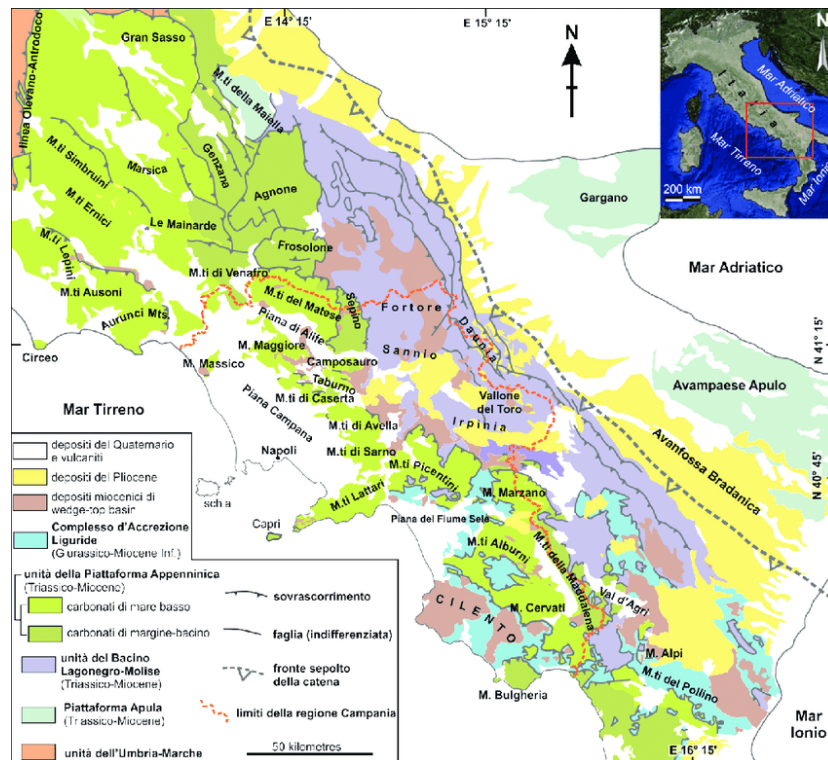 E 14° 15'
E 15° 15'
N
Gran Sasso
linea Olevano-Antrodoco
M.ti della Maiella
Genzana
M.ti Simbruini
Marsica
Agnone
M.ti Ernici
Le Mainarde
Frosolone
M.ti Lepini
M.ti Ausoni
M.ti di Venafro
Aurunci Mts.
M.ti del Matese
Sepino
Fortore
Daunia
Circeo
M. Massico
Piana di Alife
M. Maggiore
Camposauro
Sannio
Taburno
M.ti di Caserta
Piana Campana
Vallone
del Toro
Irpinia
M.ti di Avella
Mar Tirreno
Napoli
M.ti di Sarno
M.ti Picentini
M.ti Lattari
M. Marzano
Capri
Piana del Fiume Sele
M.ti Alburni
M.ti della Maddalena
CILENTO
M. Cervati
Val d'Agri
M. Alpi
M.ti del Pollino
M. Bulgheria
Gargano
Mar Adriatico
N 41° 15'
Avampaese Apulo
Avanfossa Bradanica
N 40° 45'
Mar
Ionio
E 16° 15'
N
Italia
Mar Adriatico
Mar Tirreno
Mar Ionio
200 km
depositi del Quaternario
e vulcaniti
depositi del Pliocene
depositi miocenici di
wedge-top basin
Complesso d'Accrezione
Liguride
(Giurassico-Miocene Inf.)
unità della Piattaforma Appenninica
(Triassico-Miocene)
carbonati di mare basso
carbonati di margine-bacino
unità del Bacino
Lagonegro-Molise
(Triassico-Miocene)
Piattaforma Apula
(Triassico-Miocene)
unità dell'Umbria-Marche
sovrascorrimento
faglia (indifferenziata)
fronte sepolto
della catena
limiti della regione Campania
50 kilometres